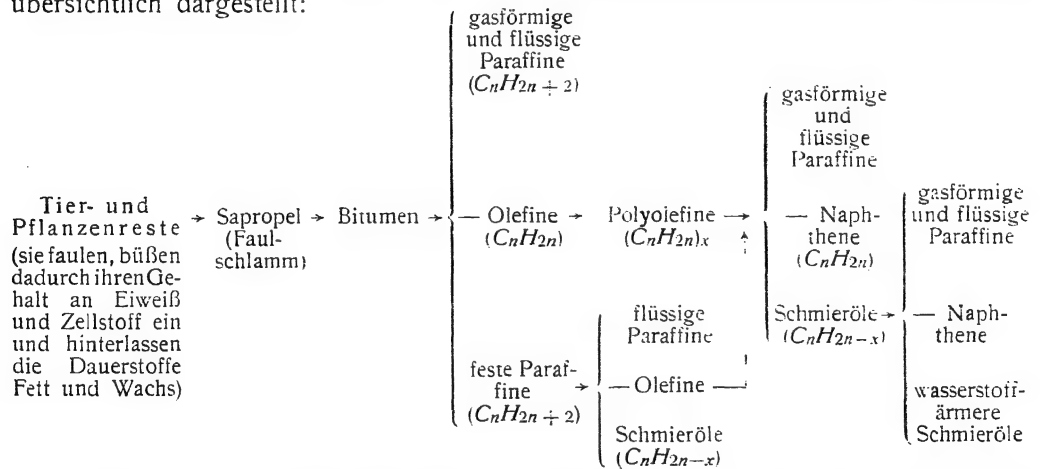 übersichtlich dargestellt:
Tier- und
Pflanzenreste
(sie faulen, büßen
dadurch ihren Ge-
halt an Eiweiß
und Zellstoff ein
und hinterlassen
die Dauerstoffe
Fett und Wachs)
→ Sapropel → Bitumen →
(Faul-
schlamm)
gasförmige
und flüssige
Paraffine
(CnH2n + 2)
— Olefine →
(CnH2n)
feste Paraf-
fine →
(CnH2n + 2)
flüssige
Paraffine
— Olefine —
Schmieröle
(CnH2n—x)
Polyolefine →
(CnH2n)x
gasförmige
und
flüssige
Paraffine
— Naph-
thene
(CnH2n)
Schmieröle→
(CnH2n—x)
gasförmige
und flüssige
Paraffine
— Naph-
thene
wasserstoff-
ärmere
Schmieröle